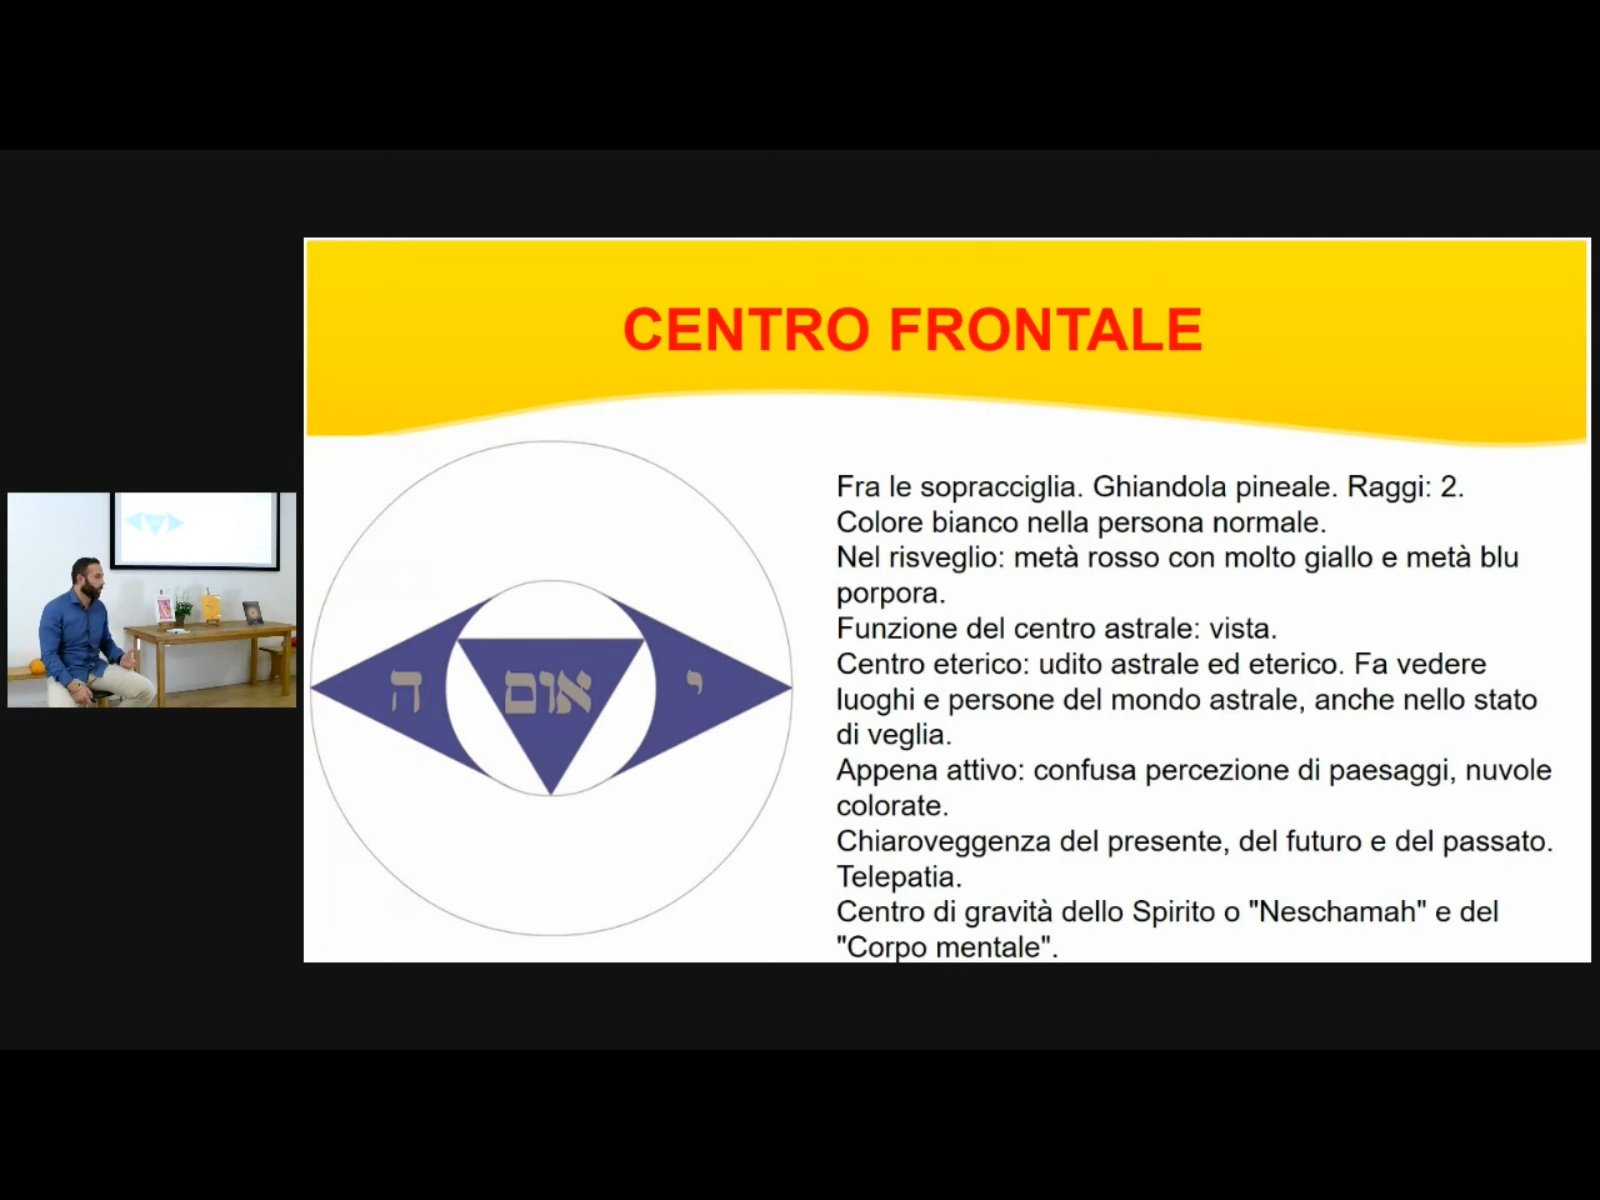 CENTRO FRONTALE
ה אום י
Fra le sopracciglia. Ghiandola pineale. Raggi: 2.
Colore bianco nella persona normale.
Nel risveglio: metà rosso con molto giallo e metà blu
porpora.
Funzione del centro astrale: vista.
Centro eterico: udito astrale ed eterico. Fa vedere
luoghi e persone del mondo astrale, anche nello stato
di veglia.
Appena attivo: confusa percezione di paesaggi, nuvole
colorate.
Chiaroveggenza del presente, del futuro e del passato.
Telepatia.
Centro di gravità dello Spirito o "Neschamah" e del
"Corpo mentale".